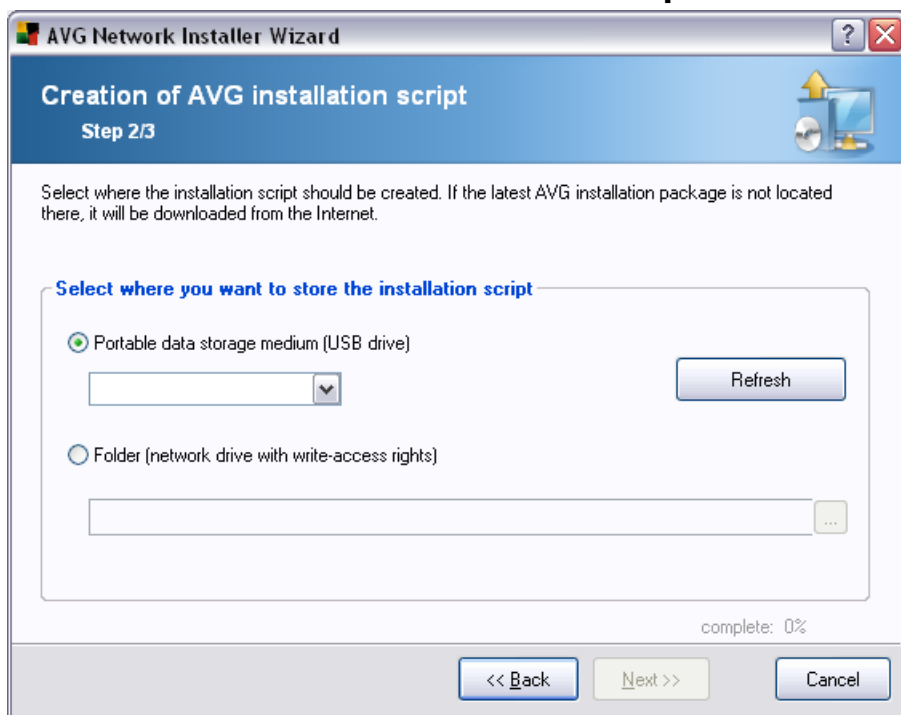 AVG Network Installer Wizard
?
Creation of AVG installation script
Step 2/3
Select where the installation script should be created. If the latest AVG installation package is not located
there, it will be downloaded from the Internet.
Select where you want to store the installation script
Portable data storage medium (USB drive)
Refresh
Folder (network drive with write-access rights)
...
complete: 0%
<< Back
Next >>
Cancel